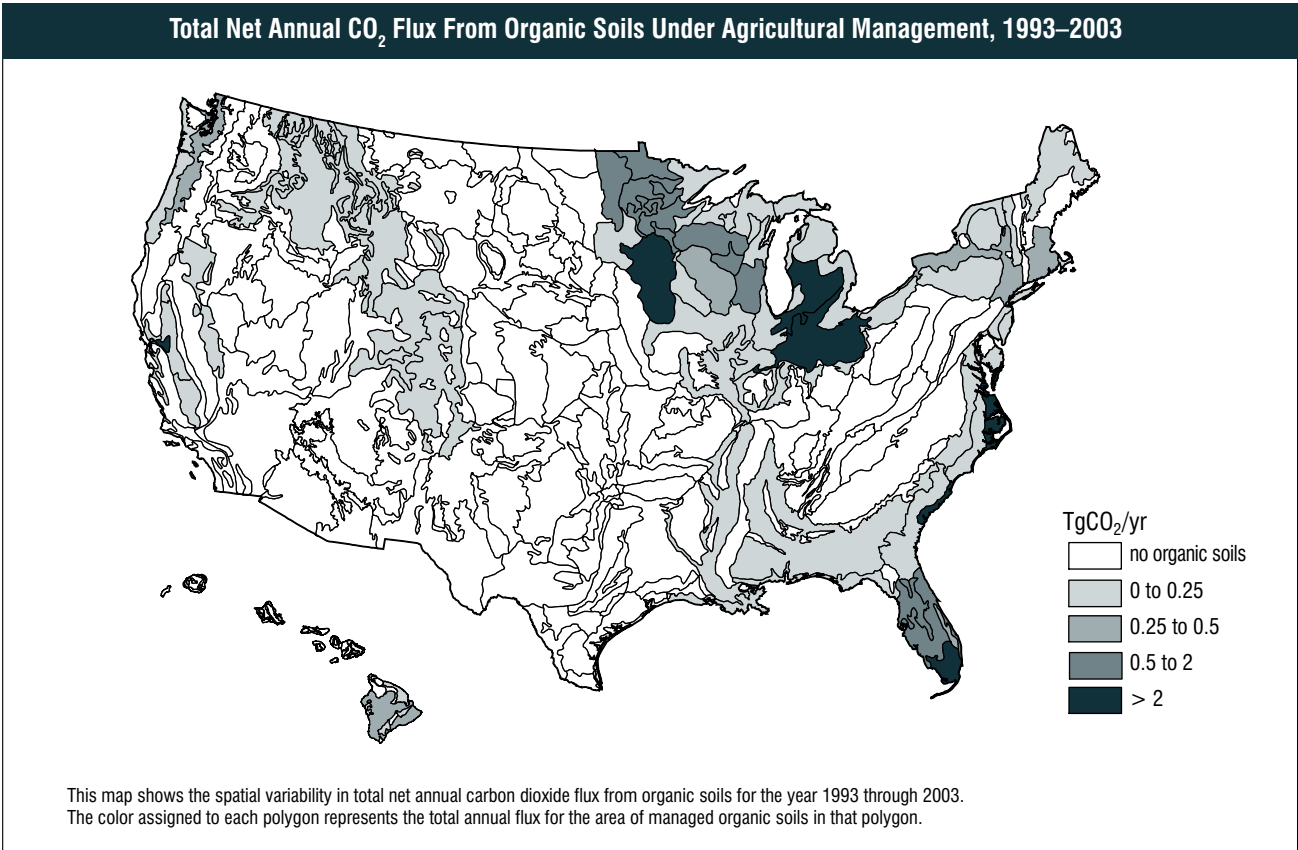 Total Net Annual CO2 Flux From Organic Soils Under Agricultural Management, 1993–2003
TgCO2/yr
no organic soils
0 to 0.25
0.25 to 0.5
0.5 to 2
> 2
This map shows the spatial variability in total net annual carbon dioxide flux from organic soils for the year 1993 through 2003.
The color assigned to each polygon represents the total annual flux for the area of managed organic soils in that polygon.